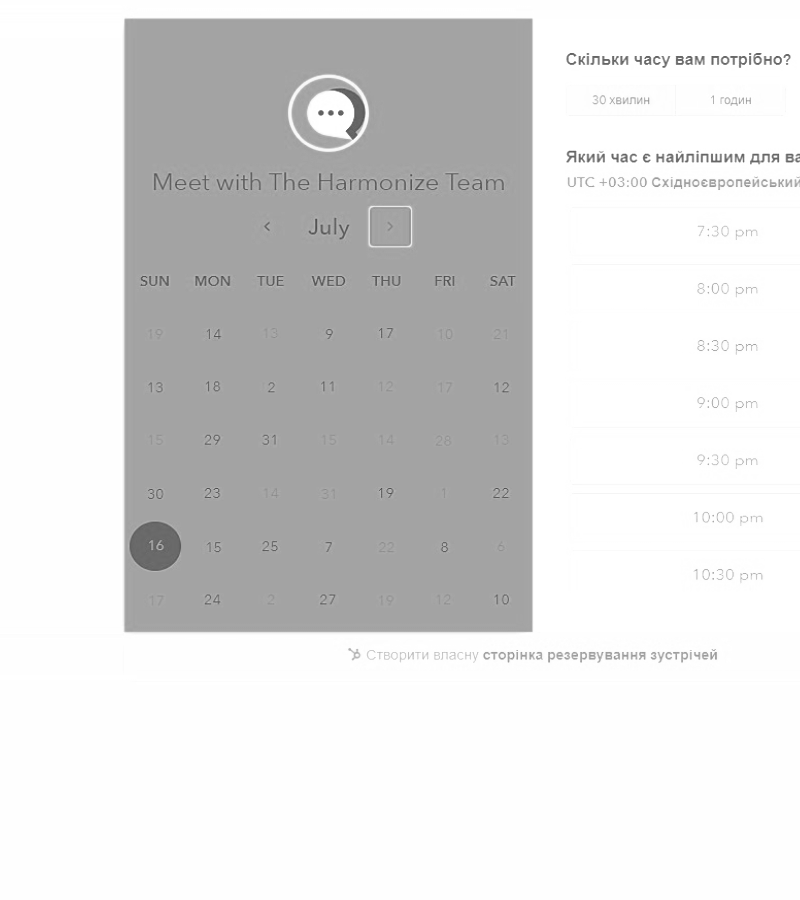 Скільки часу вам потрібно?
30 хвилин 1 годин
Meet with The Harmonize Team
July
Який час є найліпшим для ва
UTC +03:00 Східноєвропейський
SUN MON TUE WED THU FRI SAT
19 14 13 9 17 10 21
13 18 2 11 12 17 12
15 29 31 15 14 28 13
30 23 14 31 19 1 22
16 15 25 7 22 8 6
17 24 2 27 19 12 10
7:30 pm
8:00 pm
8:30 pm
9:00 pm
9:30 pm
10:00 pm
10:30 pm
Створити власну сторінка резервування зустрічей